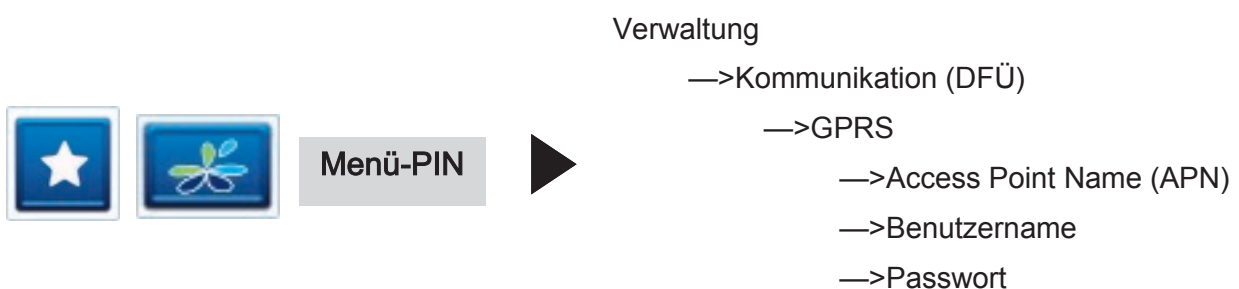 Verwaltung
—>Kommunikation (DFÜ)
—>GPRS
Menü-PIN
—>Access Point Name (APN)
—>Benutzername
—>Passwort